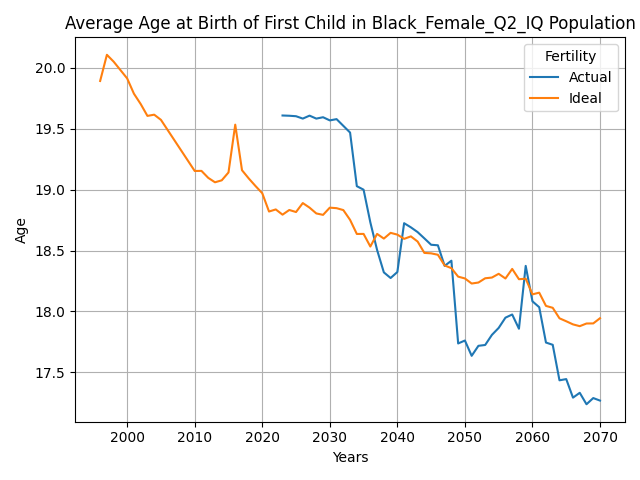 Average Age at Birth of First Child in Black_Female_Q2_IQ Population
Fertility
Actual
Ideal
Age
20.0
19.5
19.0
18.5
18.0
17.5
2000 2010 2020 2030 2040 2050 2060 2070
Years